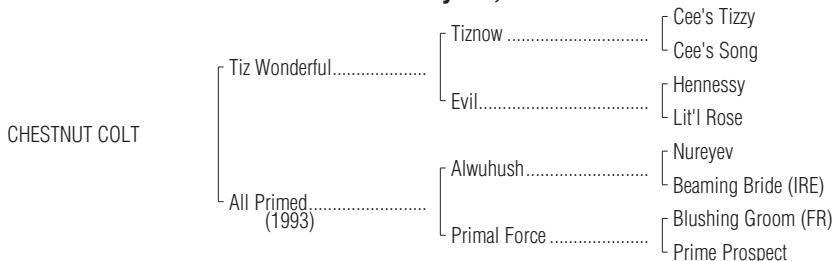 Cee's Tizzy
Tiznow ........................................
Cee's Song
Tiz Wonderful....................
Hennessy
Evil....................................
Lit'l Rose
CHESTNUT COLT
Nureyev
Alwuhush..........................
Beaming Bride (IRE)
All Primed.........................
(1993)
Blushing Groom (FR)
Primal Force .....................
Prime Prospect